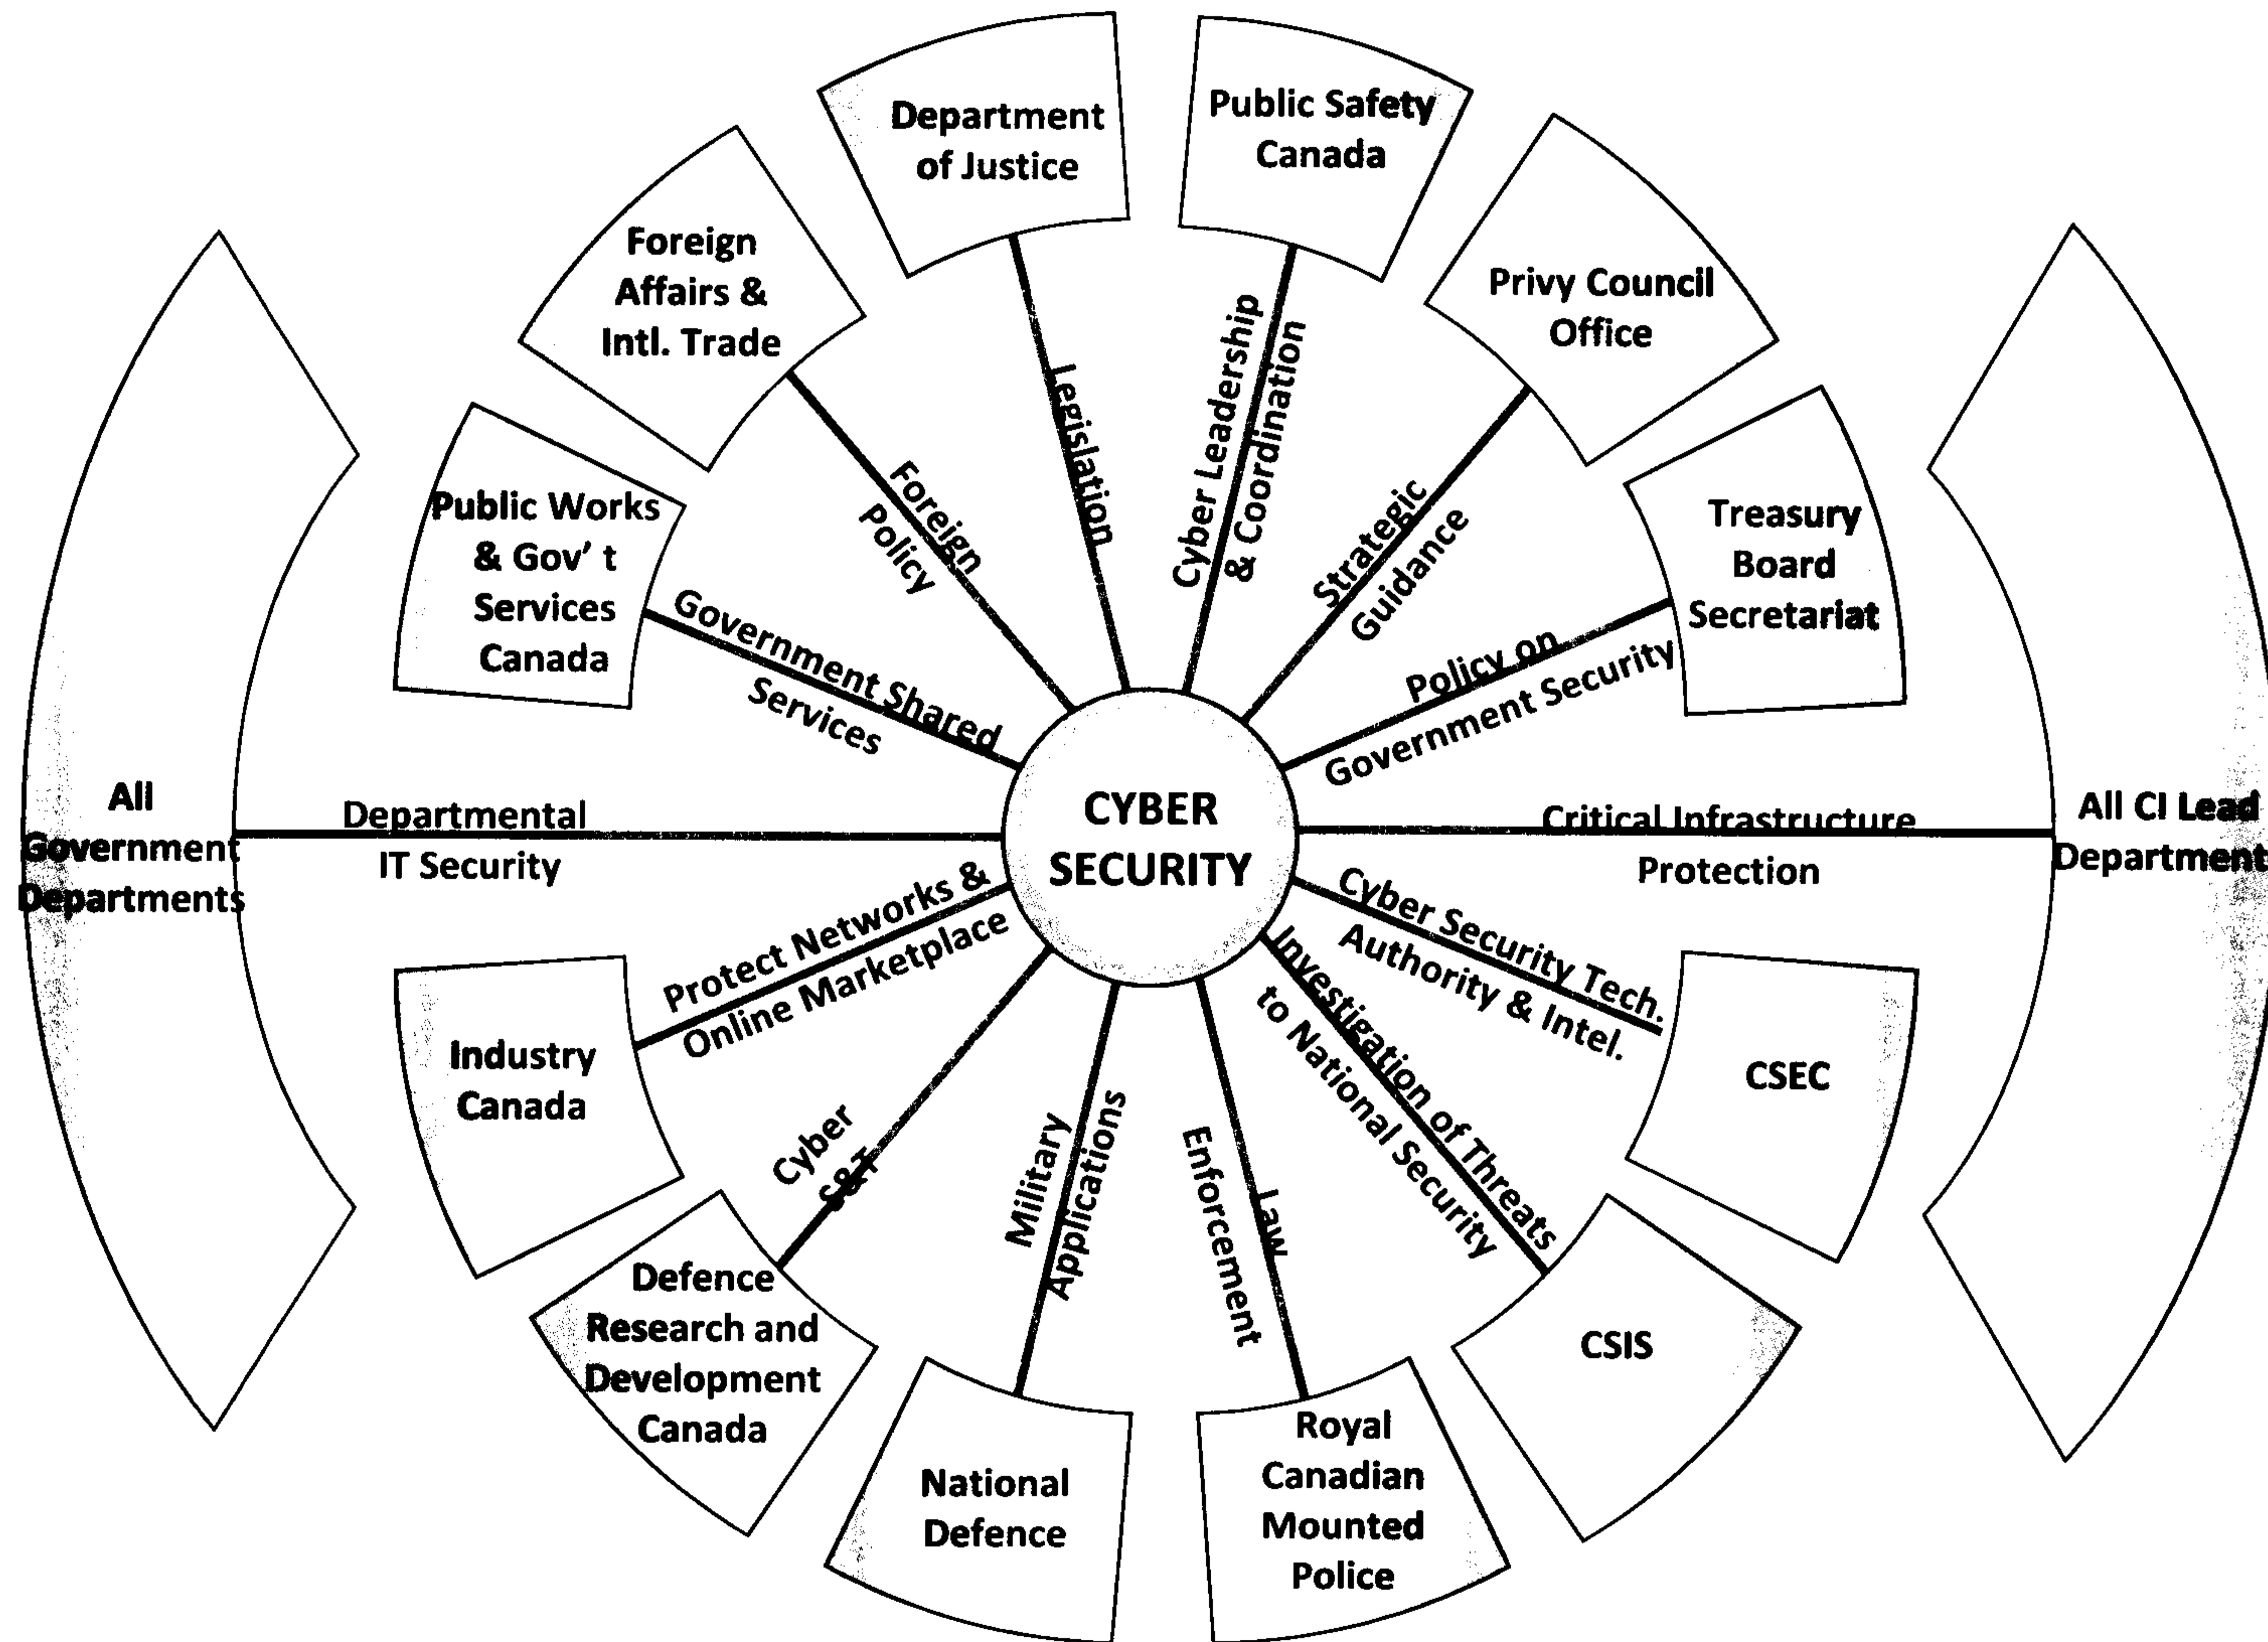 Department
of Justice
Public Safety
Canada
Foreign
Affairs &
Intl. Trade
Privy Council
Office
Public Works
& Gov' t
Services
Canada
Treasury
Board
Secretariat
Legislation
Cyber Leadership
& Coordination
Foreign
Policy
Strategic
Guidance
Government Shared
Services
Policy on
Government Security
All
Government
Departments
Departmental
IT Security
CYBER
SECURITY
Critical Infrastructure
Protection
All CI Lead
Department
Protect Networks &
Online Marketplace
Cyber Security Tech.
Authority & Intel.
Industry
Canada
Cyber
S&T
Military
Applications
Law
Enforcement
Investigation of Threats
to National Security
CSEC
Defence
Research and
Development
Canada
CSIS
National
Defence
Royal
Canadian
Mounted
Police